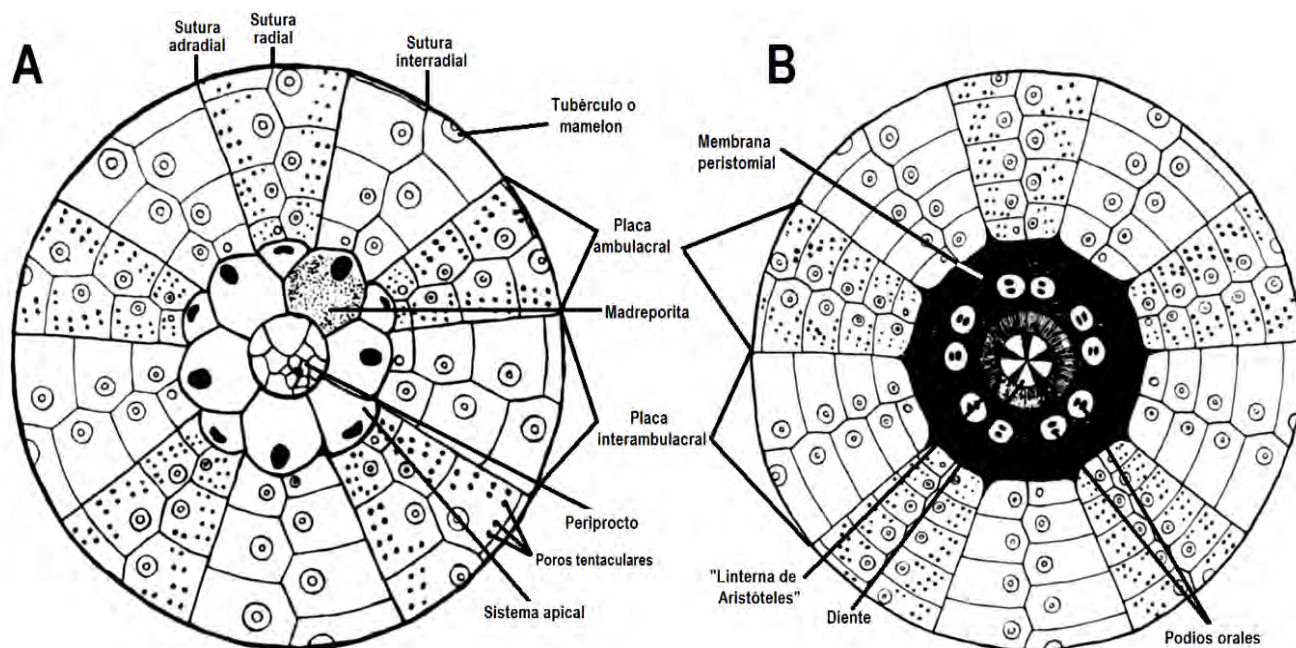 A
Sutura
adradial
Sutura
radial
Sutura
interradial
Tubérculo o
mamelon
Placa
ambulacral
Madreporita
Placa
interambulacral
Periprocto
Poros tentaculares
Sistema apical
B
Membrana
peristomial
"Linterna de
Aristóteles"
Diente
Podios orales